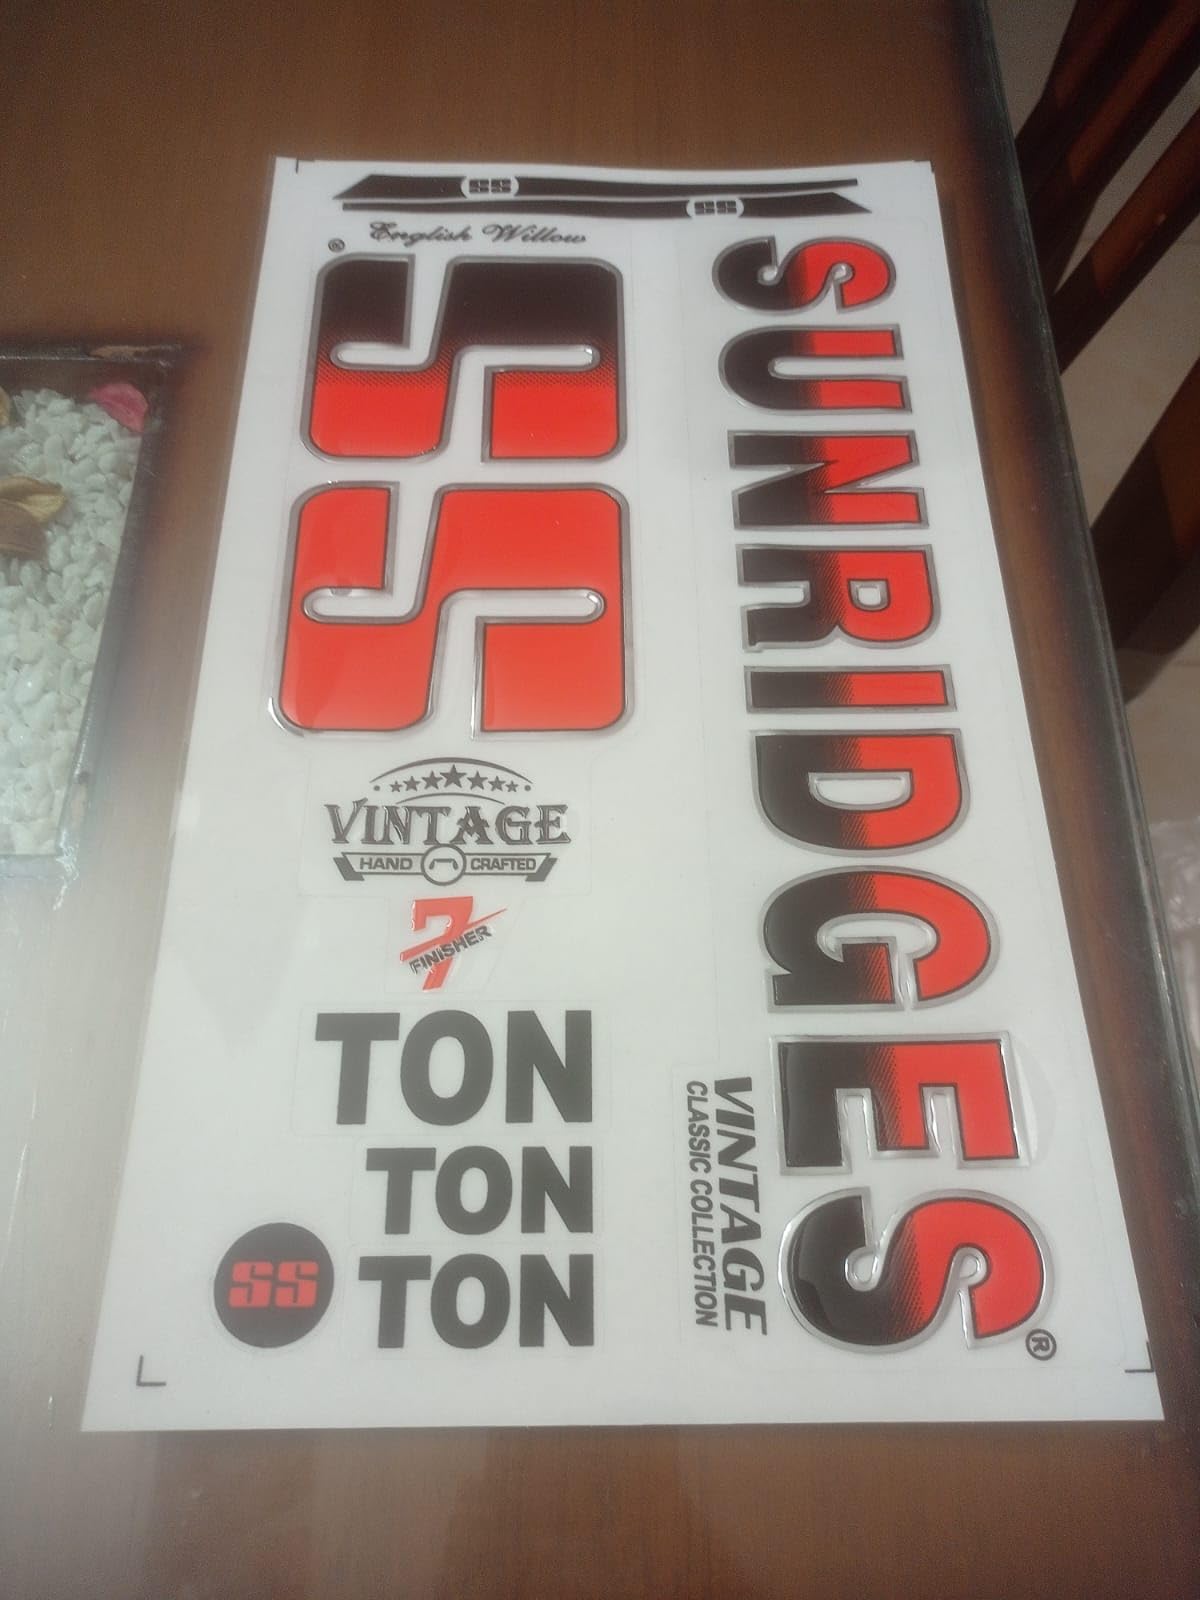 SS
SS
English Willow
®
SS
VINTAGE
HAND CRAFTED
7
FINISHER
TON
TON
TON
SS
SUNRIDGES
®
VINTAGE
CLASSIC COLLECTION